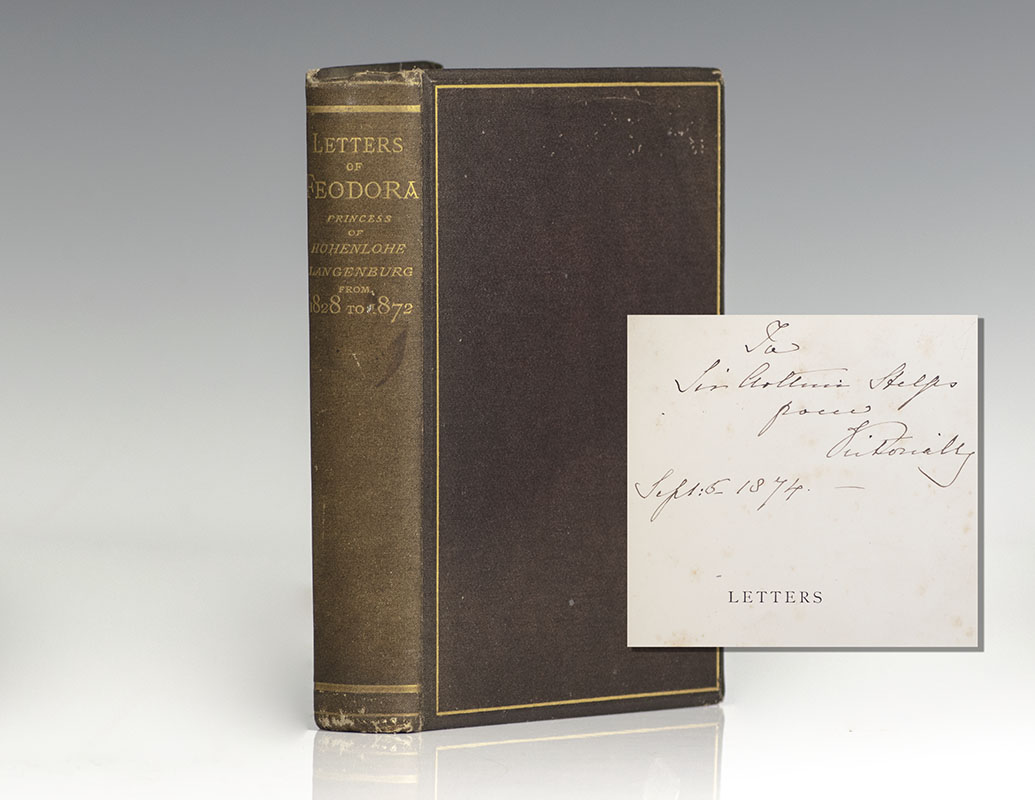 LETTERS
OF
FEODORA
PRINCESS
OF
HOHENLOHE
LANGENBURG
FROM
1828 TO 1872
To
Sir Arthur Helps
from
Victoria R
Sept: 6 1874. —
LETTERS